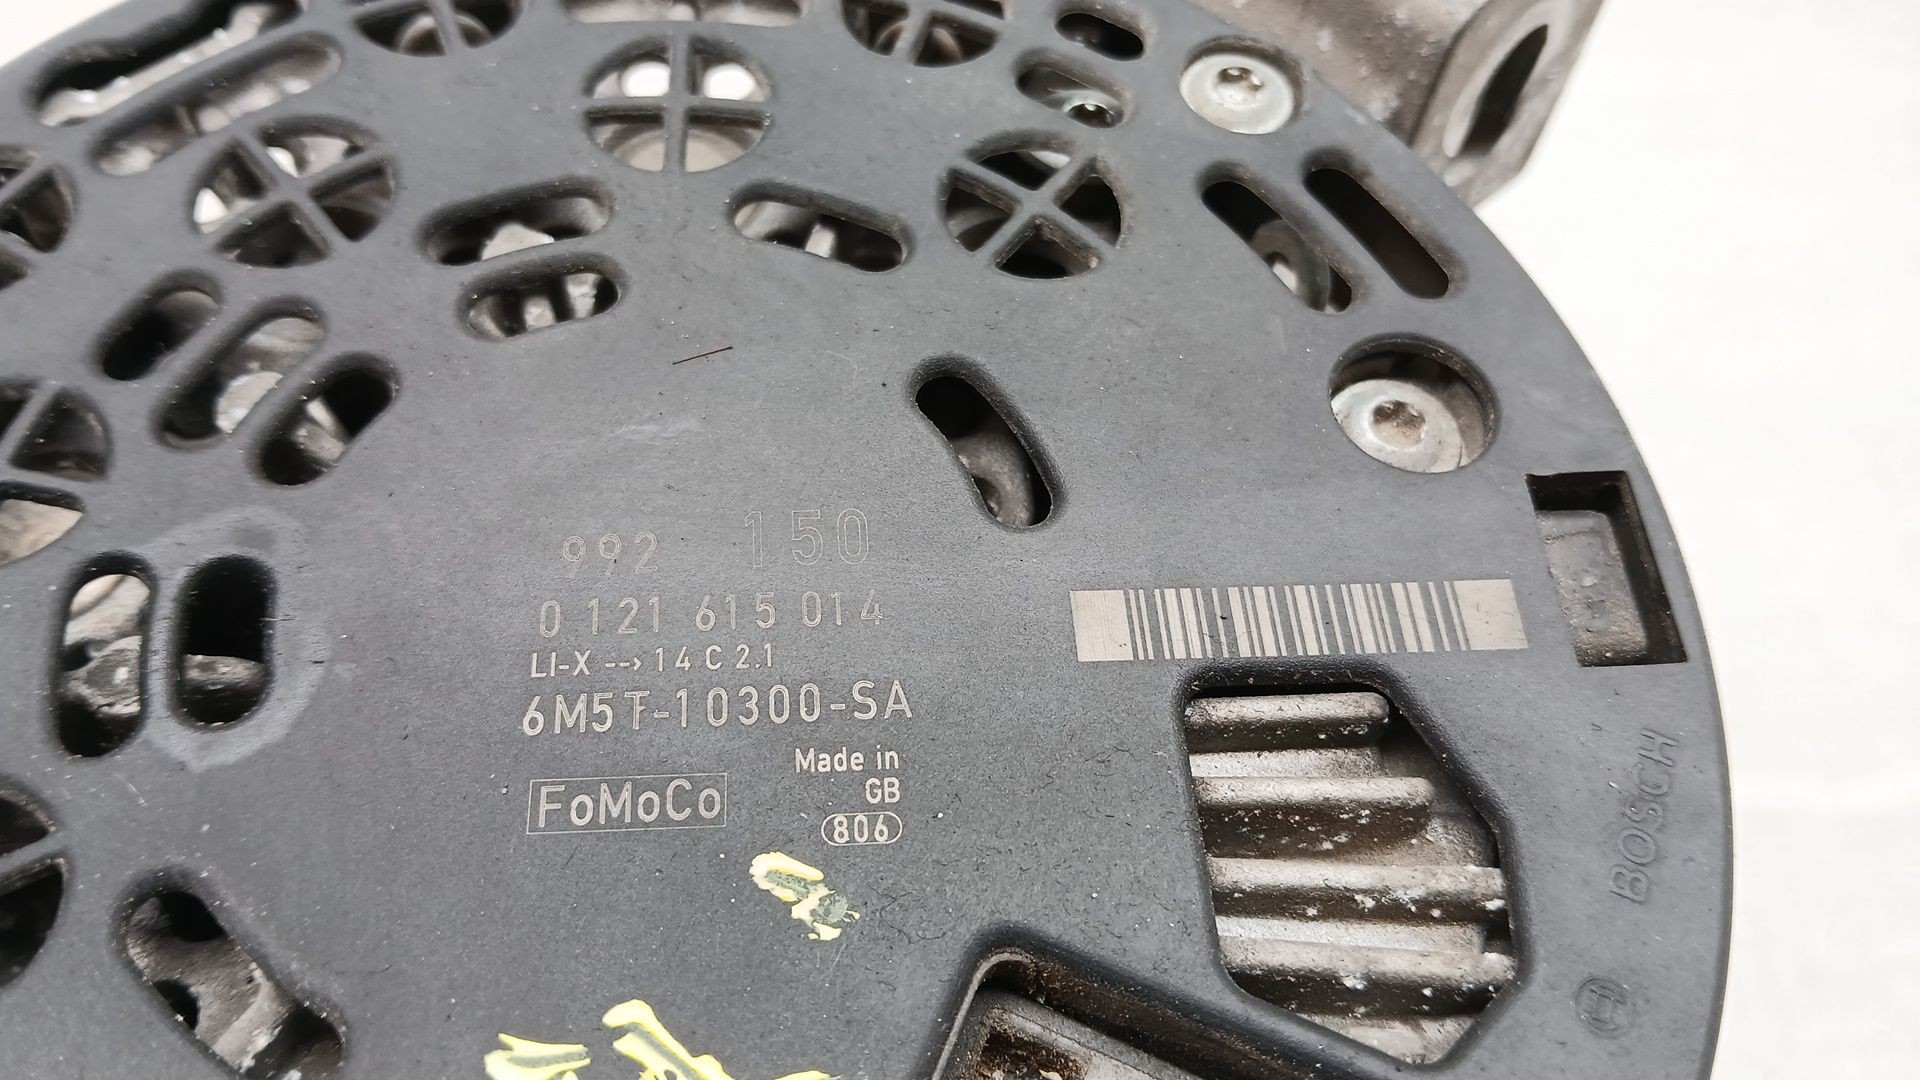 992 150
0 121 615 014
LI-X --> 14 C 2.1
6M5T-10300-SA
FoMoCo
Made in
GB
806
BOSCH